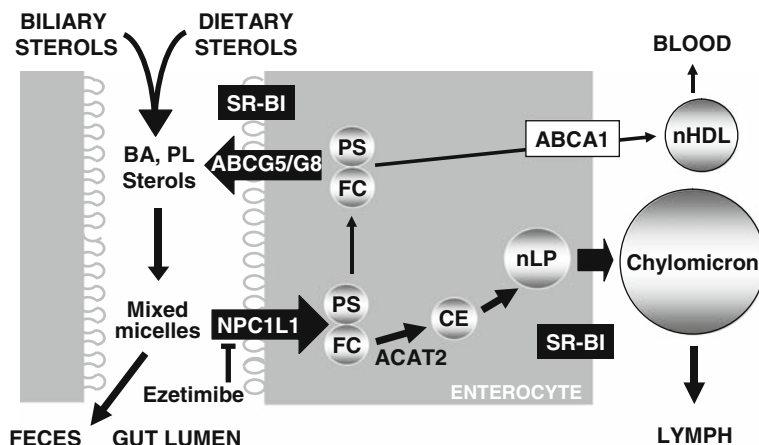 BILIARY
STEROLS
DIETARY
STEROLS
BLOOD
SR-BI
ABCA1
nHDL
BA, PL
Sterols
ABCG5/G8
PS
FC
nLP
Chylomicron
Mixed
micelles
NPC1L1
PS
FC
CE
ACAT2
SR-BI
Ezetimibe
ENTEROCYTE
FECES
GUT LUMEN
LYMPH